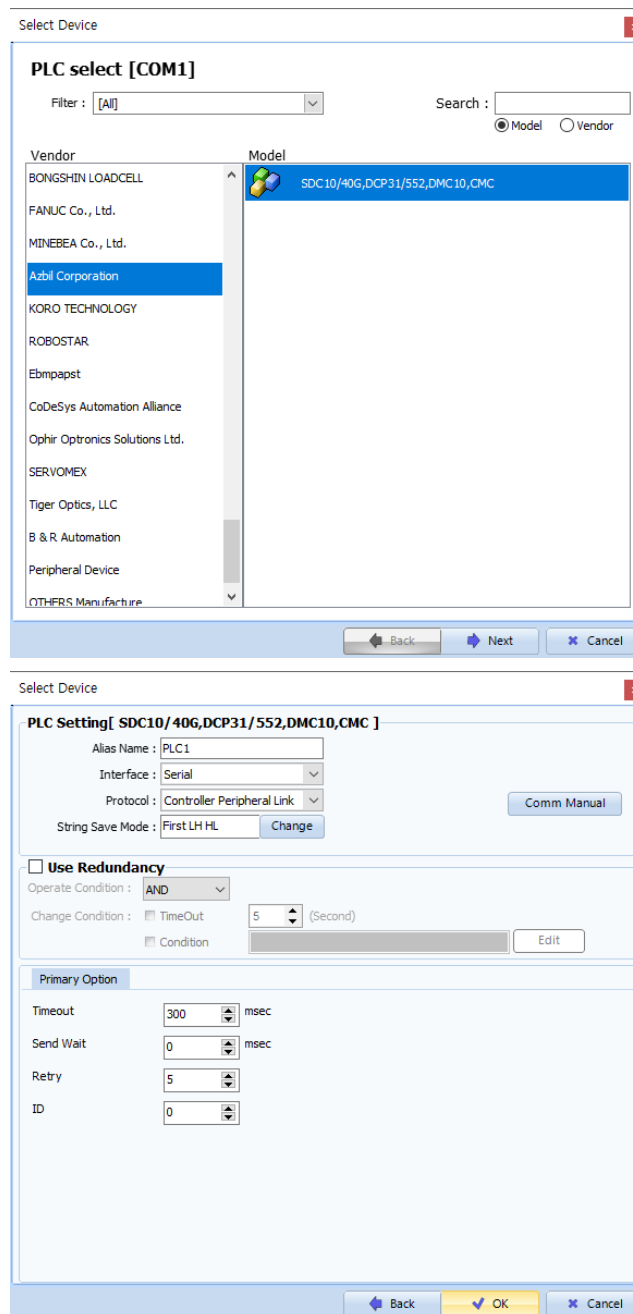 Select Device
PLC select [COM1]
Filter : [All] Search :
Model Vendor
Vendor Model
BONGSHIN LOADCELL
SDC10/40G,DCP31/552,DMC10,CMC
FANUC Co., Ltd.
MINEBEA Co., Ltd.
Azbil Corporation
KORO TECHNOLOGY
ROBOSTAR
Ebmpapst
CoDeSys Automation Alliance
Ophir Optronics Solutions Ltd.
SERVOMEX
Tiger Optics, LLC
B & R Automation
Peripheral Device
OTHERS Manufacture
Back Next Cancel
Select Device
PLC Setting[ SDC10/40G,DCP31/552,DMC10,CMC ]
Alias Name : PLC1
Interface : Serial
Protocol : Controller Peripheral Link Comm Manual
String Save Mode : First LH HL Change
Use Redundancy
Operate Condition : AND
Change Condition : TimeOut 5 (Second)
Condition Edit
Primary Option
Timeout 300 msec
Send Wait 0 msec
Retry 5
ID 0
Back OK Cancel